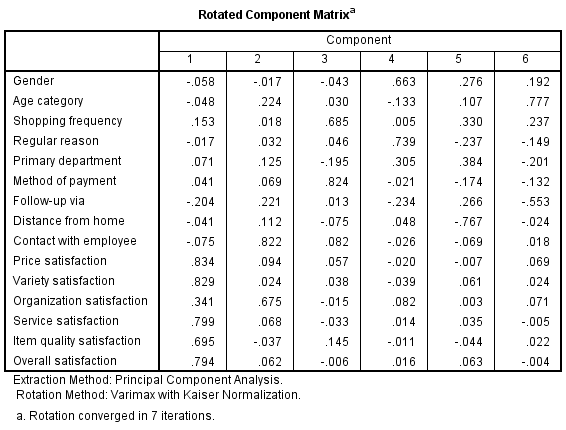 Rotated Component Matrixa
Component
1 2 3 4 5 6
Gender -.058 -.017 -.043 .663 .276 .192
Age category -.048 .224 .030 -.133 .107 .777
Shopping frequency .153 .018 .685 .005 .330 .237
Regular reason -.017 .032 .046 .739 -.237 -.149
Primary department .071 .125 -.195 .305 .384 -.201
Method of payment .041 .069 .824 -.021 -.174 -.132
Follow-up via -.204 .221 .013 -.234 .266 -.553
Distance from home -.041 .112 -.075 .048 -.767 -.024
Contact with employee -.075 .822 .082 -.026 -.069 .018
Price satisfaction .834 .094 .057 -.020 -.007 .069
Variety satisfaction .829 .024 .038 -.039 .061 .024
Organization satisfaction .341 .675 -.015 .082 .003 .071
Service satisfaction .799 .068 -.033 .014 .035 -.005
Item quality satisfaction .695 -.037 .145 -.011 -.044 .022
Overall satisfaction .794 .062 -.006 .016 .063 -.004
Extraction Method: Principal Component Analysis.
Rotation Method: Varimax with Kaiser Normalization.
a. Rotation converged in 7 iterations.